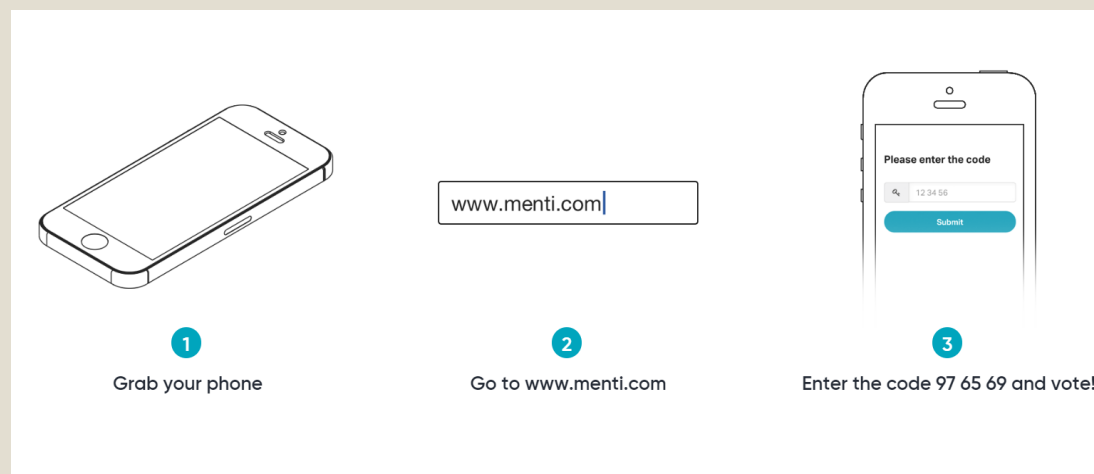 www.menti.com
Please enter the code
12 34 56
Submit
1
Grab your phone
2
Go to www.menti.com
3
Enter the code 97 65 69 and vote!